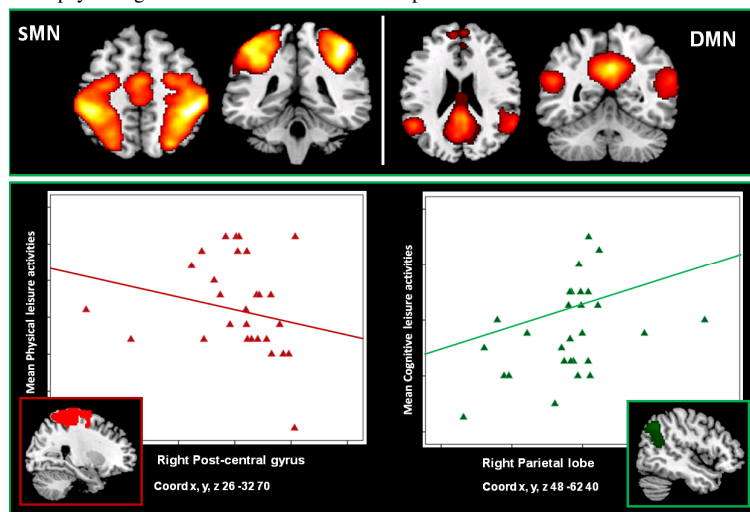 SMN
DMN
Mean Physical leisure activities
Right Post-central gyrus
Coord x, y, z 26 -32 70
Mean Cognitive leisure activities
Right Parietal lobe
Coord x, y, z 48 -62 40